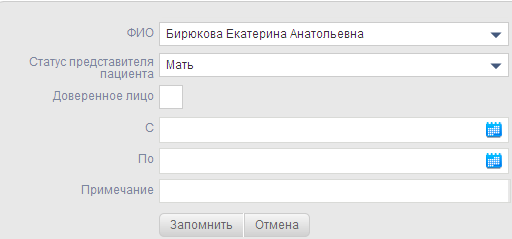 ФИО Бирюкова Екатерина Анатольевна
Статус представителя пациента Мать
Доверенное лицо
С
По
Примечание
Запомнить Отмена